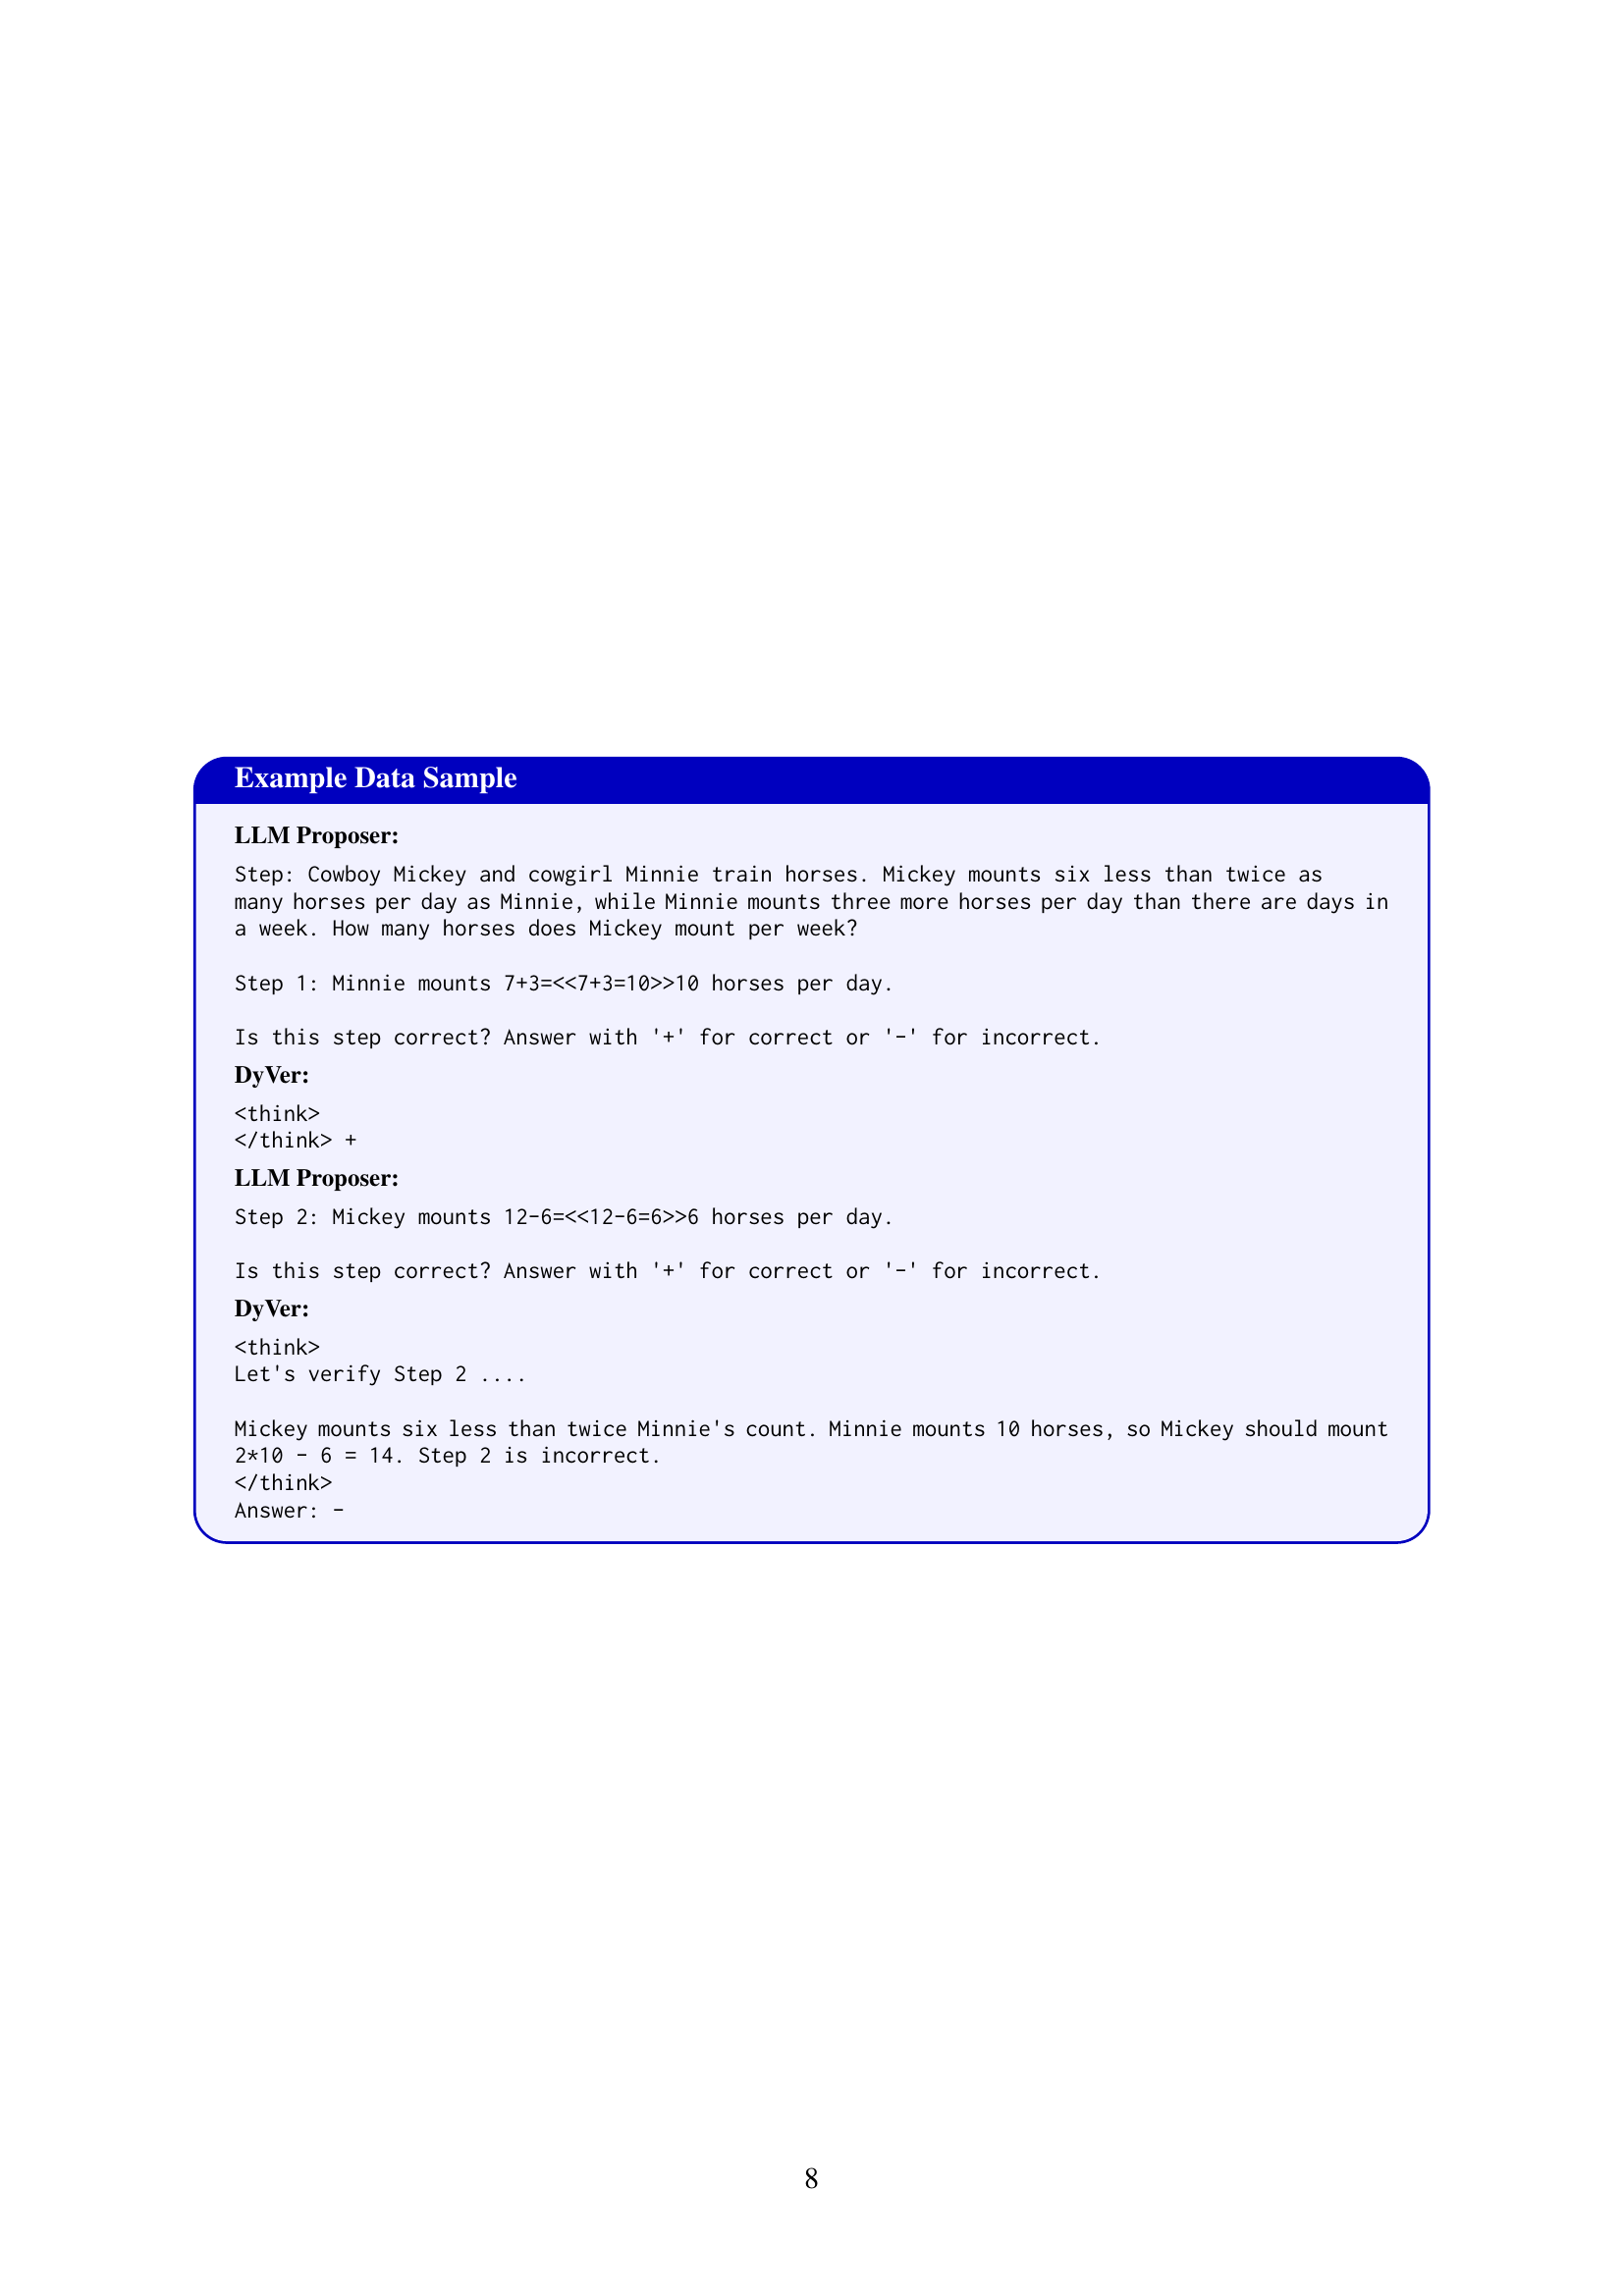 Example Data Sample
LLM Proposer:
Step: Cowboy Mickey and cowgirl Minnie train horses. Mickey mounts six less than twice as
many horses per day as Minnie, while Minnie mounts three more horses per day than there are days in
a week. How many horses does Mickey mount per week?
Step 1: Minnie mounts 7+3=<<7+3=10>>10 horses per day.
Is this step correct? Answer with '+' for correct or '-' for incorrect.
DyVer:
<think>
</think> +
LLM Proposer:
Step 2: Mickey mounts 12-6=<<12-6=6>>6 horses per day.
Is this step correct? Answer with '+' for correct or '-' for incorrect.
DyVer:
<think>
Let's verify Step 2 ....
Mickey mounts six less than twice Minnie's count. Minnie mounts 10 horses, so Mickey should mount
2*10 - 6 = 14. Step 2 is incorrect.
</think>
Answer: -
8